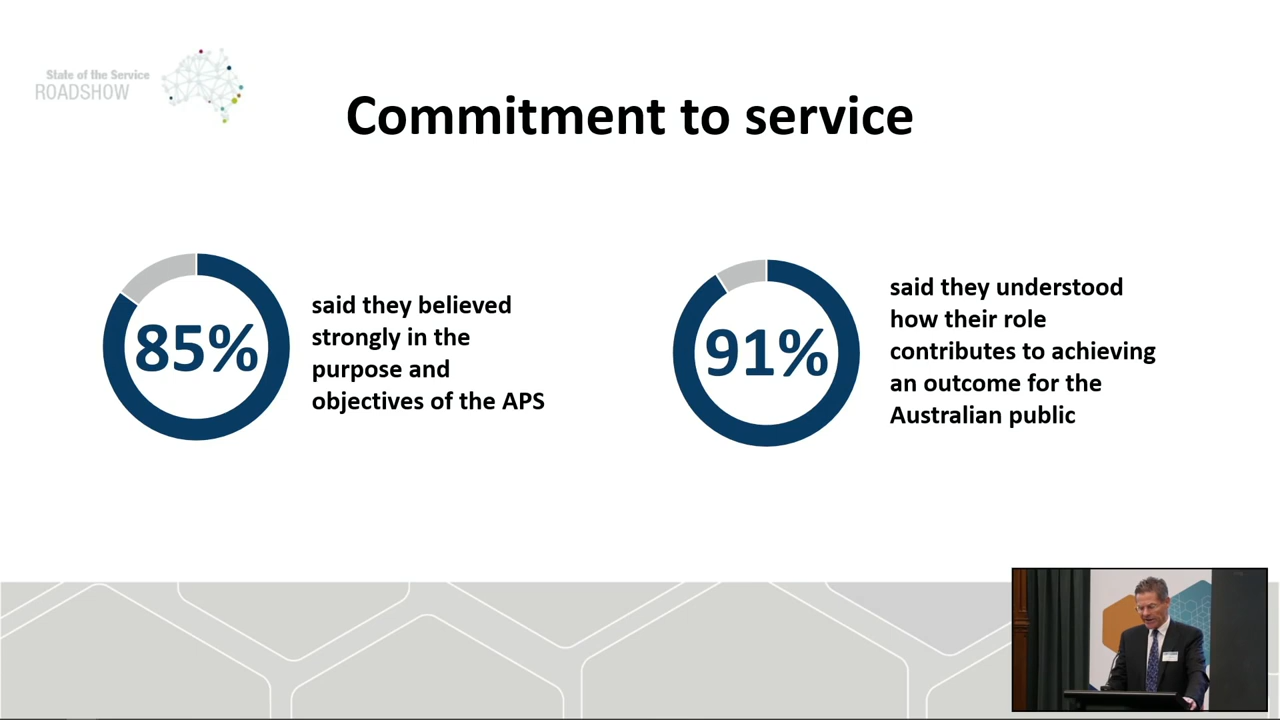 State of the Service
ROADSHOW
Commitment to service
85%
said they believed
strongly in the
purpose and
objectives of the APS
91%
said they understood
how their role
contributes to achieving
an outcome for the
Australian public